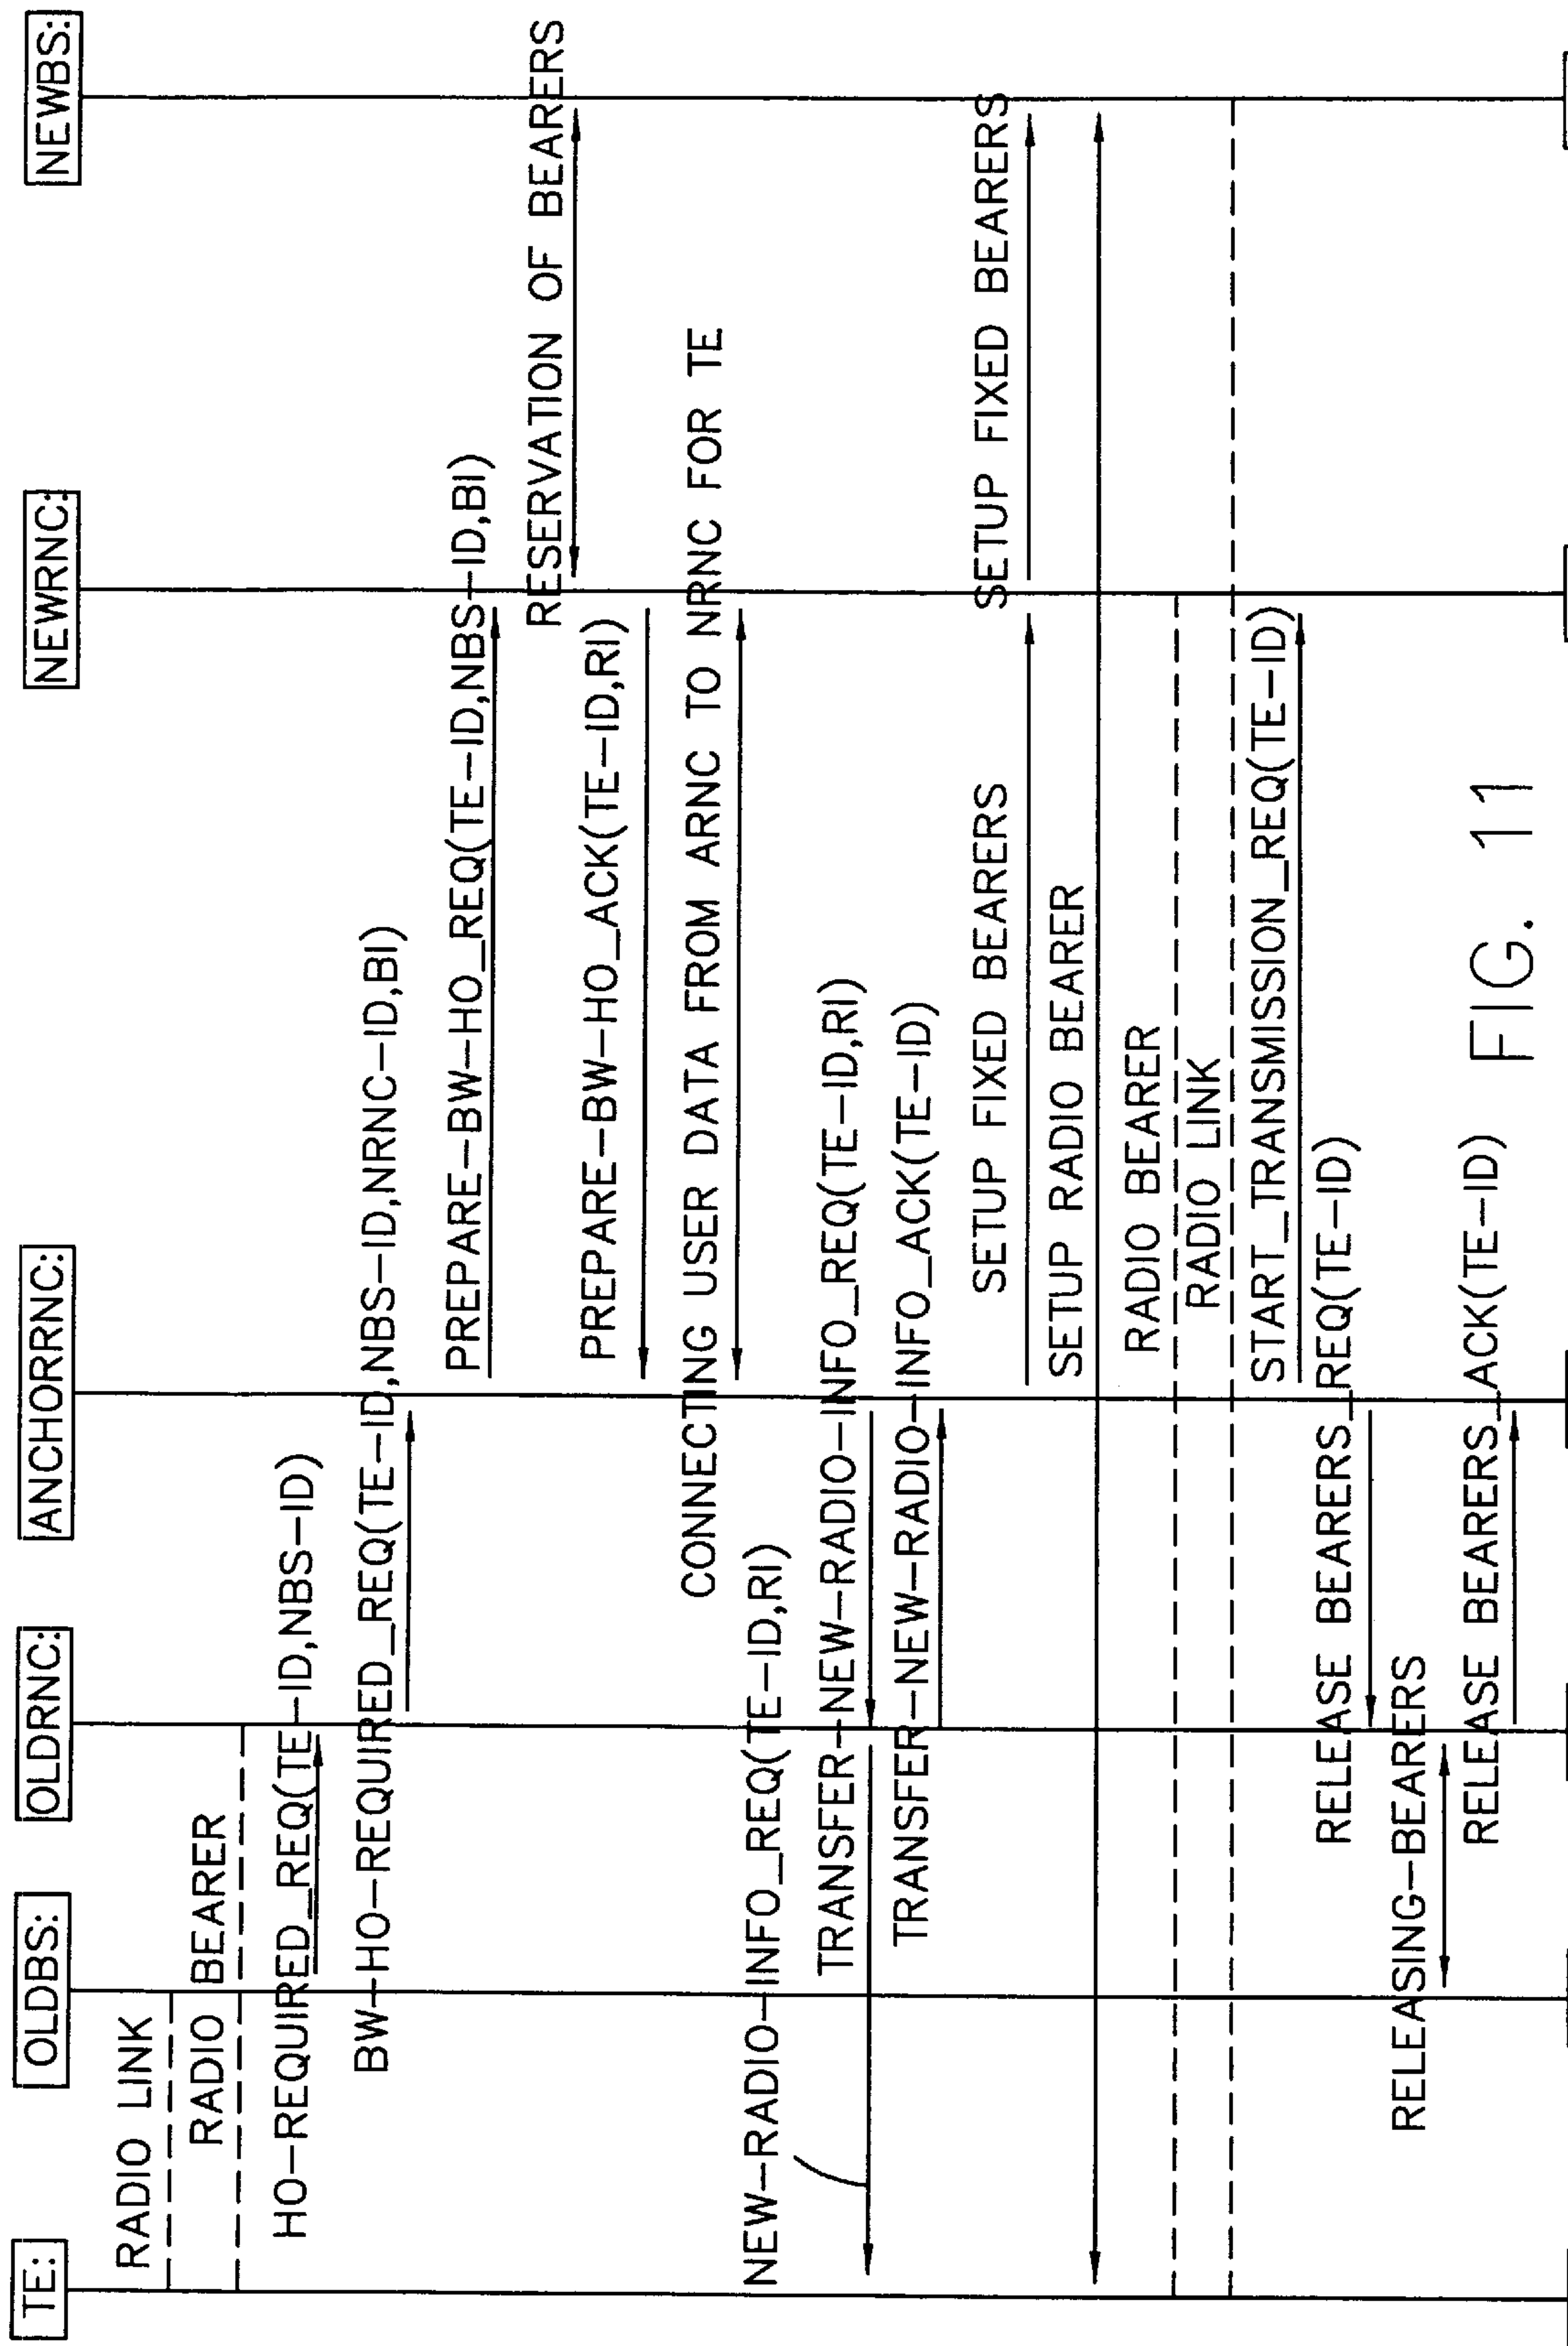 TE:
OLDBS:
OLDRNC:
ANCHORRNC:
NEWRNC:
NEWBS:
RADIO LINK
RADIO BEARER
HO-REQUIRED_REQ(TE-ID,NBS-ID)
BW-HO-REQUIRED_REQ(TE-ID,NBS-ID,NRNC-ID,BI)
PREPARE-BW-HO_REQ(TE-ID,NBS-ID,BI)
RESERVATION OF BEARERS
PREPARE-BW-HO_ACK(TE-ID,RI)
CONNECTING USER DATA FROM ARNC TO NRNC FOR TE
NEW-RADIO-INFO_REQ(TE-ID,RI)
TRANSFER-NEW-RADIO-INFO_REQ(TE-ID,RI)
TRANSFER-NEW-RADIO-INFO_ACK(TE-ID)
SETUP FIXED BEARERS
SETUP FIXED BEARERS
SETUP RADIO BEARER
RADIO BEARER
RADIO LINK
START_TRANSMISSION_REQ(TE-ID)
RELEASE BEARERS_REQ(TE-ID)
RELEASING-BEARERS
RELEASE BEARERS_ACK(TE-ID)
FIG. 11